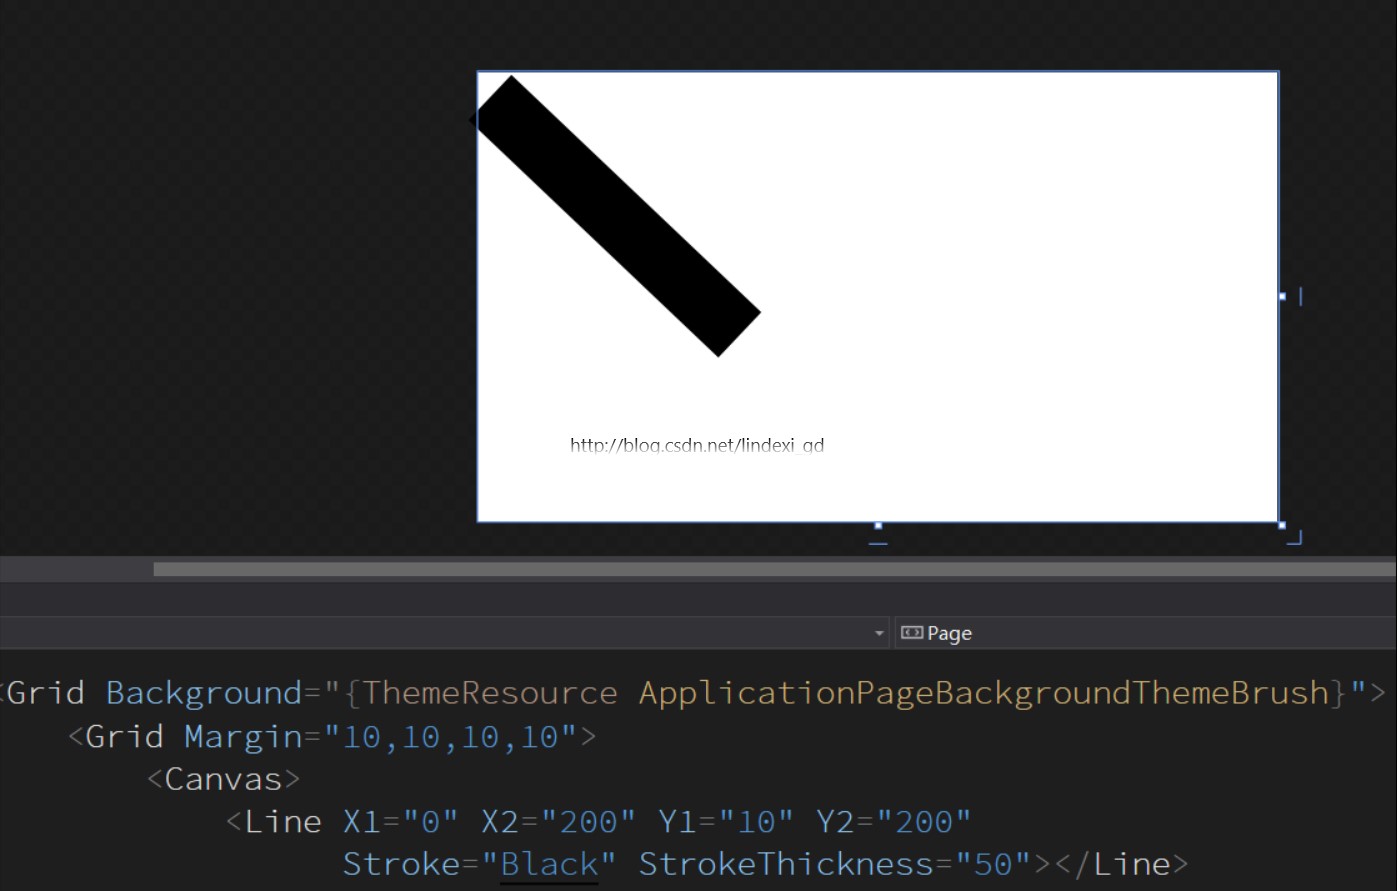 http://blog.csdn.net/lindexi_gd
Page
<Grid Background="{ThemeResource ApplicationPageBackgroundThemeBrush}">
<Grid Margin="10,10,10,10">
<Canvas>
<Line X1="0" X2="200" Y1="10" Y2="200"
Stroke="Black" StrokeThickness="50"></Line>